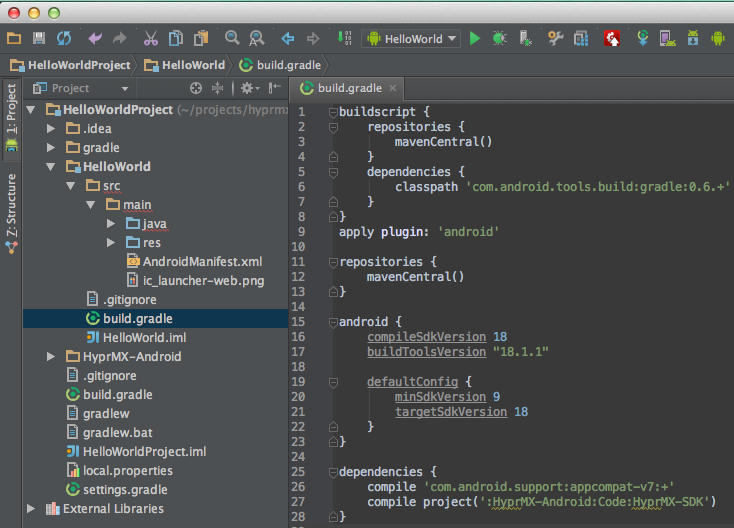 HelloWorld
HelloWorldProject
HelloWorld
build.gradle
1: Project
Z: Structure
Project
HelloWorldProject (~/projects/hyprmx
.idea
gradle
HelloWorld
src
main
java
res
AndroidManifest.xml
ic_launcher-web.png
.gitignore
build.gradle
HelloWorld.iml
HyprMX-Android
.gitignore
build.gradle
gradlew
gradlew.bat
HelloWorldProject.iml
local.properties
settings.gradle
External Libraries
build.gradle
1 buildscript {
2 repositories {
3 mavenCentral()
4 }
5 dependencies {
6 classpath 'com.android.tools.build:gradle:0.6.+'
7 }
8 }
9 apply plugin: 'android'
10
11 repositories {
12 mavenCentral()
13 }
14
15 android {
16 compileSdkVersion 18
17 buildToolsVersion "18.1.1"
18
19 defaultConfig {
20 minSdkVersion 9
21 targetSdkVersion 18
22 }
23 }
24
25 dependencies {
26 compile 'com.android.support:appcompat-v7:+'
27 compile project(':HyprMX-Android:Code:HyprMX-SDK')
28 }